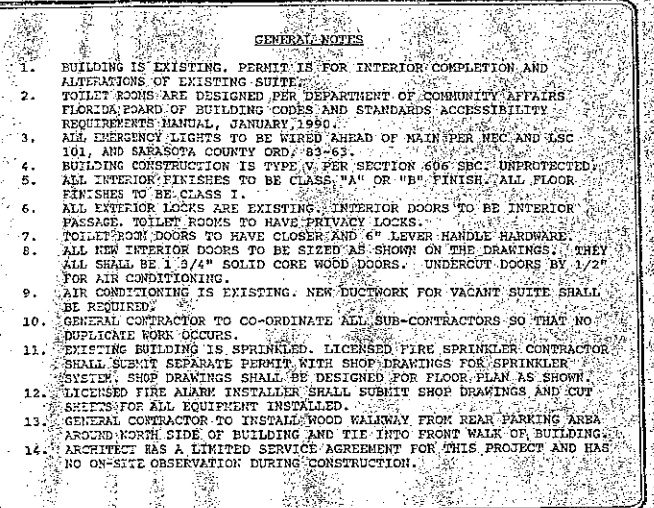 GENERAL NOTES
1. BUILDING IS EXISTING. PERMIT IS FOR INTERIOR COMPLETION AND
ALTERATIONS OF EXISTING SUITE.
2. TOILET ROOMS ARE DESIGNED PER DEPARTMENT OF COMMUNITY AFFAIRS
FLORIDA BOARD OF BUILDING CODES AND STANDARDS ACCESSIBILITY
REQUIREMENTS MANUAL, JANUARY, 1990.
3. ALL EMERGENCY LIGHTS TO BE WIRED AHEAD OF MAIN PER NEC AND LSC
101, AND SARASOTA COUNTY ORD. 83-63.
4. BUILDING CONSTRUCTION IS TYPE V PER SECTION 606 SBC. UNPROTECTED.
5. ALL INTERIOR FINISHES TO BE CLASS "A" OR "B" FINISH. ALL FLOOR
FINISHES TO BE CLASS I.
6. ALL EXTERIOR LOCKS ARE EXISTING. INTERIOR DOORS TO BE INTERIOR
PASSAGE. TOILET ROOMS TO HAVE PRIVACY LOCKS.
7. TOILET ROOM DOORS TO HAVE CLOSER AND 6" LEVER HANDLE HARDWARE.
8. ALL NEW INTERIOR DOORS TO BE SIZED AS SHOWN ON THE DRAWINGS. THEY
ALL SHALL BE 1 3/4" SOLID CORE WOOD DOORS. UNDERCUT DOORS BY 1/2"
FOR AIR CONDITIONING.
9. AIR CONDITIONING IS EXISTING. NEW DUCTWORK FOR VACANT SUITE SHALL
BE REQUIRED.
10. GENERAL CONTRACTOR TO CO-ORDINATE ALL SUB-CONTRACTORS SO THAT NO
DUPLICATE WORK OCCURS.
11. EXISTING BUILDING IS SPRINKLED. LICENSED FIRE SPRINKLER CONTRACTOR
SHALL SUBMIT SEPARATE PERMIT WITH SHOP DRAWINGS FOR SPRINKLER
SYSTEM. SHOP DRAWINGS SHALL BE DESIGNED FOR FLOOR PLAN AS SHOWN.
12. LICENSED FIRE ALARM INSTALLER SHALL SUBMIT SHOP DRAWINGS AND CUT
SHEETS FOR ALL EQUIPMENT INSTALLED.
13. GENERAL CONTRACTOR TO INSTALL WOOD WALKWAY FROM REAR PARKING AREA
AROUND NORTH SIDE OF BUILDING AND TIE INTO FRONT WALK OF BUILDING.
14. ARCHITECT HAS A LIMITED SERVICE AGREEMENT FOR THIS PROJECT AND HAS
NO ON-SITE OBSERVATION DURING CONSTRUCTION.